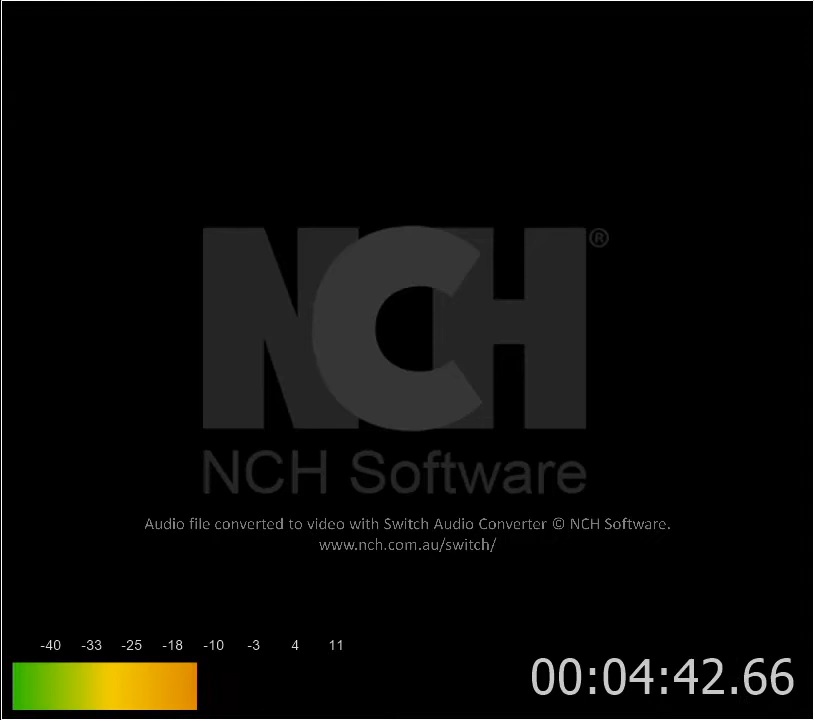 NCH®
NCH Software
Audio file converted to video with Switch Audio Converter © NCH Software.
www.nch.com.au/switch/
-40 -33 -25 -18 -10 -3 4 11
00:04:42.66